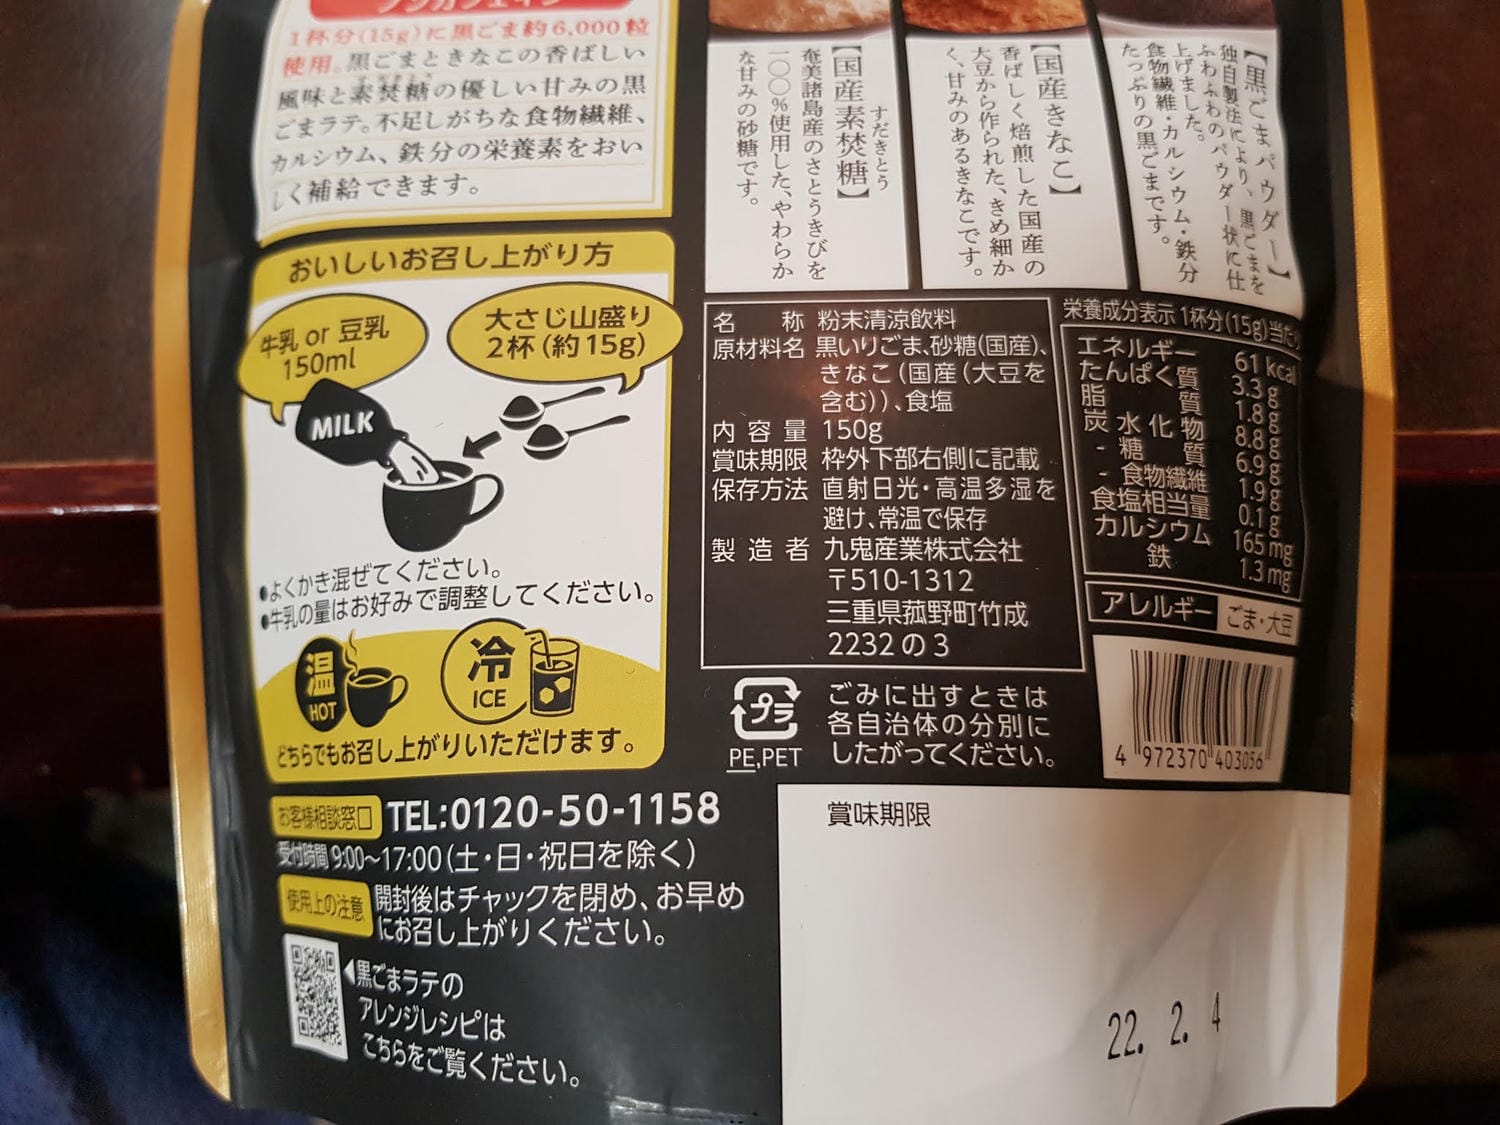 ノンカフェイン
1杯分(15g)に黒ごま約6,000粒
使用。黒ごまときなこの香ばしい
風味と素焚糖の優しい甘みの黒
ごまラテ。不足しがちな食物繊維、
カルシウム、鉄分の栄養素をおい
しく補給できます。
【黒ごまパウダー】
独自製法により、黒ごまを
ふわふわのパウダー状に仕
上げました。
食物繊維・カルシウム・鉄分
たっぷりの黒ごまです。
【国産きなこ】
香ばしく焙煎した国産の
大豆から作られた、きめ細か
く、甘みのあるきなこです。
すだきとう
【国産素焚糖】
奄美諸島産のさとうきびを
一〇〇%使用した、やわらか
な甘みの砂糖です。
おいしいお召し上がり方
牛乳 or 豆乳
150ml
大さじ山盛り
2杯(約15g)
MILK
●よくかき混ぜてください。
●牛乳の量はお好みで調整してください。
温
HOT
冷
ICE
どちらでもお召し上がりいただけます。
名称 粉末清涼飲料
原材料名 黒いりごま、砂糖(国産)、
きなこ(国産(大豆を
含む))、食塩
内容量 150g
賞味期限 枠外下部右側に記載
保存方法 直射日光・高温多湿を
避け、常温で保存
製造者 九鬼産業株式会社
〒510-1312
三重県菰野町竹成
2232の3
栄養成分表示 1杯分(15g)当たり
エネルギー 61 kcal
たんぱく質 3.3g
脂質 1.8g
炭水化物 8.8g
- 糖質 6.9g
- 食物繊維 1.9g
食塩相当量 0.1g
カルシウム 165mg
鉄 1.3mg
アレルギー ごま・大豆
プラ
PE,PET
ごみに出すときは
各自治体の分別に
したがってください。
4 972370 403056
お客様相談窓口 TEL:0120-50-1158
受付時間 9:00~17:00(土・日・祝日を除く)
使用上の注意 開封後はチャックを閉め、お早め
にお召し上がりください。
◀黒ごまラテの
アレンジレシピは
こちらをご覧ください。
賞味期限
22. 2. 4